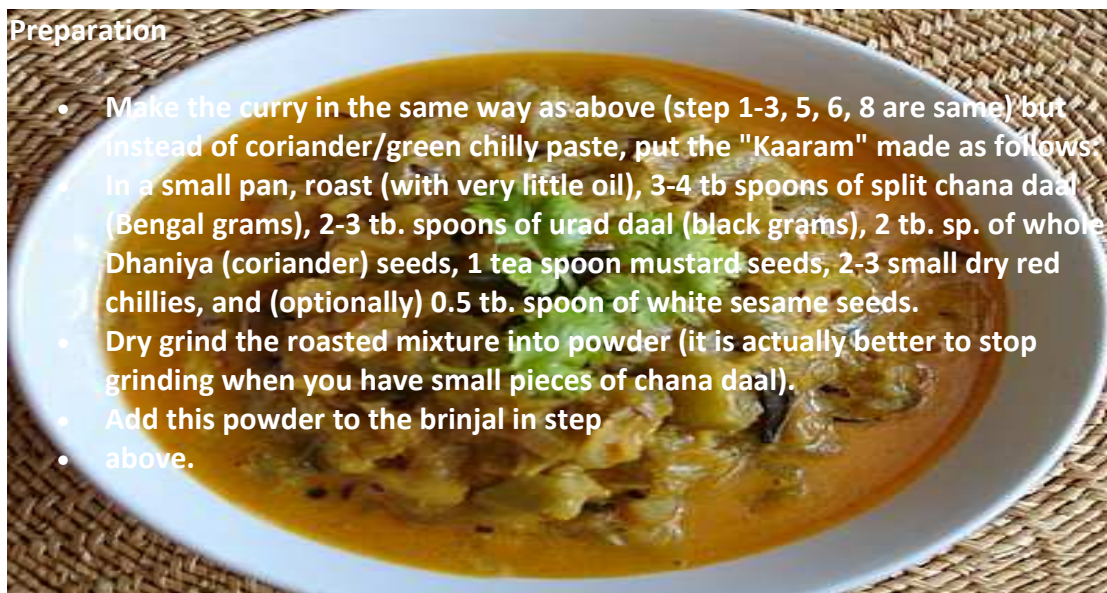 Preparation
• Make the curry in the same way as above (step 1-3, 5, 6, 8 are same) but
instead of coriander/green chilly paste, put the "Kaaram" made as follows:
• In a small pan, roast (with very little oil), 3-4 tb spoons of split chana daal
(Bengal grams), 2-3 tb. spoons of urad daal (black grams), 2 tb. sp. of whole
Dhaniya (coriander) seeds, 1 tea spoon mustard seeds, 2-3 small dry red
chillies, and (optionally) 0.5 tb. spoon of white sesame seeds.
• Dry grind the roasted mixture into powder (it is actually better to stop
grinding when you have small pieces of chana daal).
• Add this powder to the brinjal in step
• above.